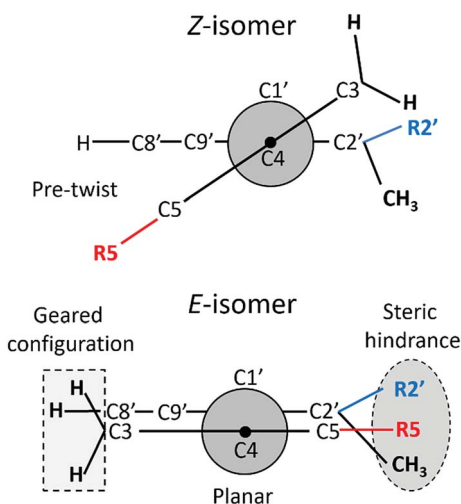 Z-isomer
H
C1'
C3
H
H C8' C9' C4 C2' R2'
Pre-twist
C5
CH₃
R5
E-isomer
Geared
configuration
Steric
hindrance
C1'
H
R2'
H C8' C9' C2'
C3 C4 C5 R5
H
CH₃
Planar